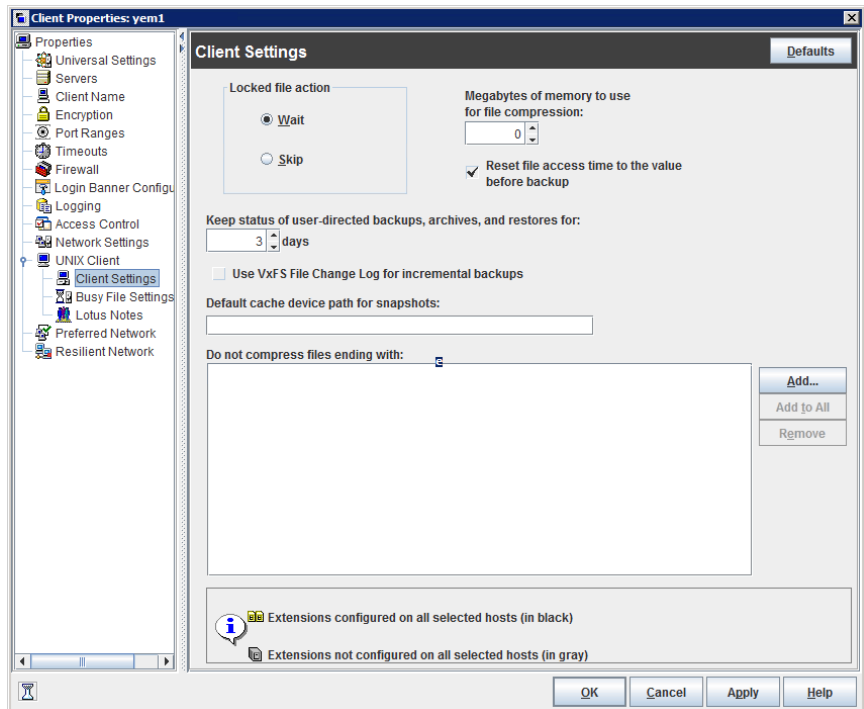 Client Properties: yem1
Properties
Universal Settings
Servers
Client Name
Encryption
Port Ranges
Timeouts
Firewall
Login Banner Configu
Logging
Access Control
Network Settings
UNIX Client
Client Settings
Busy File Settings
Lotus Notes
Preferred Network
Resilient Network
Client Settings
Defaults
Locked file action
Wait
Skip
Megabytes of memory to use
for file compression:
0
Reset file access time to the value
before backup
Keep status of user-directed backups, archives, and restores for:
3 days
Use VxFS File Change Log for incremental backups
Default cache device path for snapshots:
Do not compress files ending with:
Add...
Add to All
Remove
Extensions configured on all selected hosts (in black)
Extensions not configured on all selected hosts (in gray)
OK
Cancel
Apply
Help